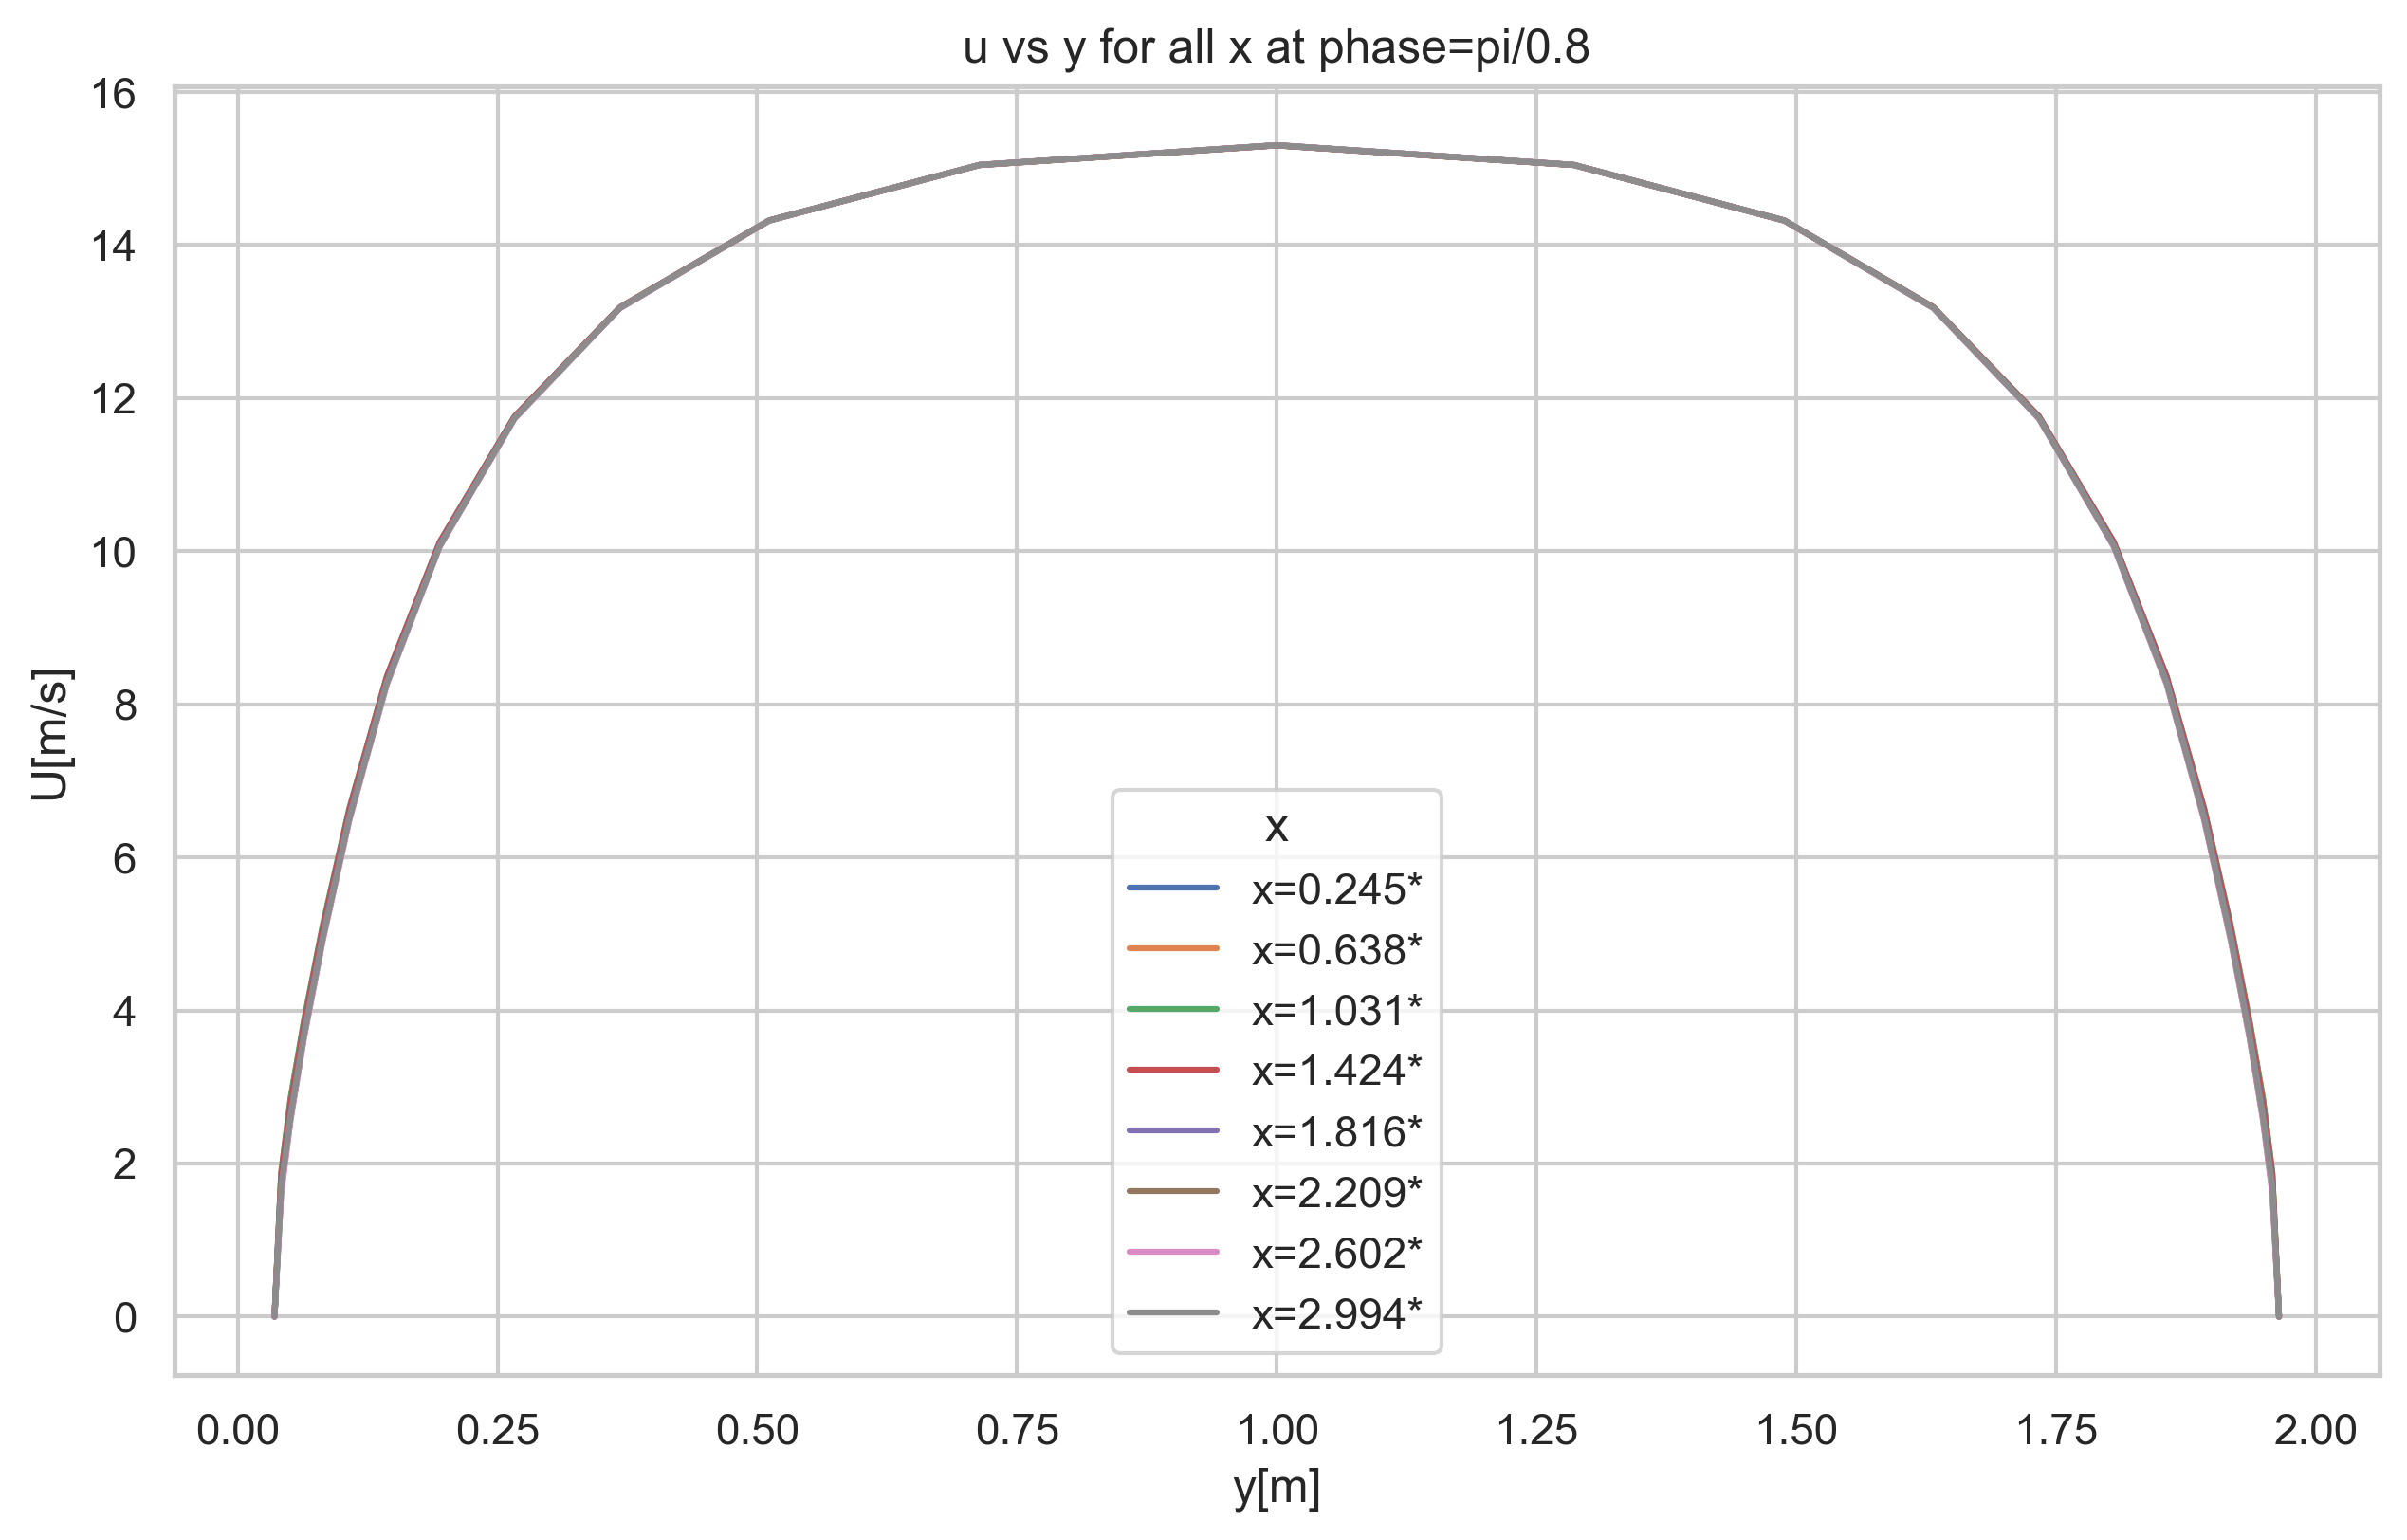 u vs y for all x at phase=pi/0.8
16
14
12
10
8
6
4
2
0
U[m/s]
x
x=0.245*
x=0.638*
x=1.031*
x=1.424*
x=1.816*
x=2.209*
x=2.602*
x=2.994*
0.00 0.25 0.50 0.75 1.00 1.25 1.50 1.75 2.00
y[m]